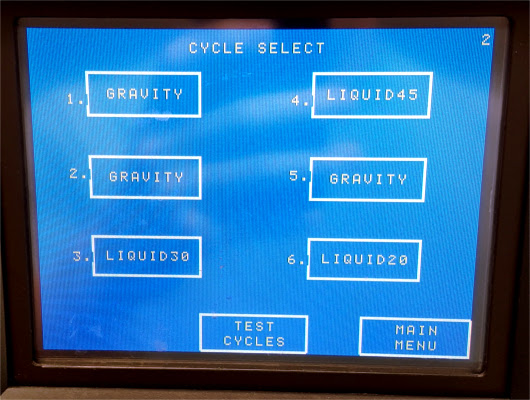 CYCLE SELECT
2
1. GRAVITY
4. LIQUID45
2. GRAVITY
5. GRAVITY
3. LIQUID30
6. LIQUID20
TEST
CYCLES
MAIN
MENU